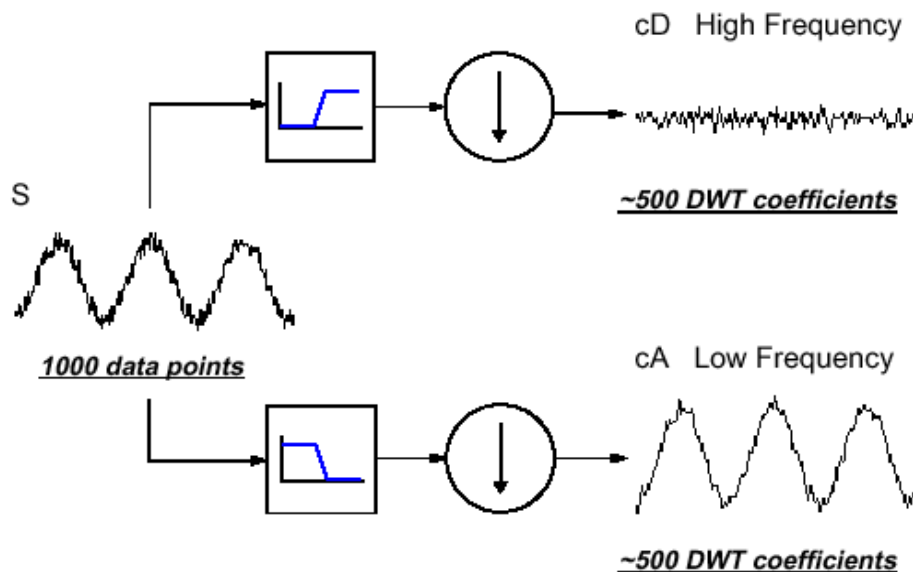 cD High Frequency
~500 DWT coefficients
S
1000 data points
cA Low Frequency
~500 DWT coefficients